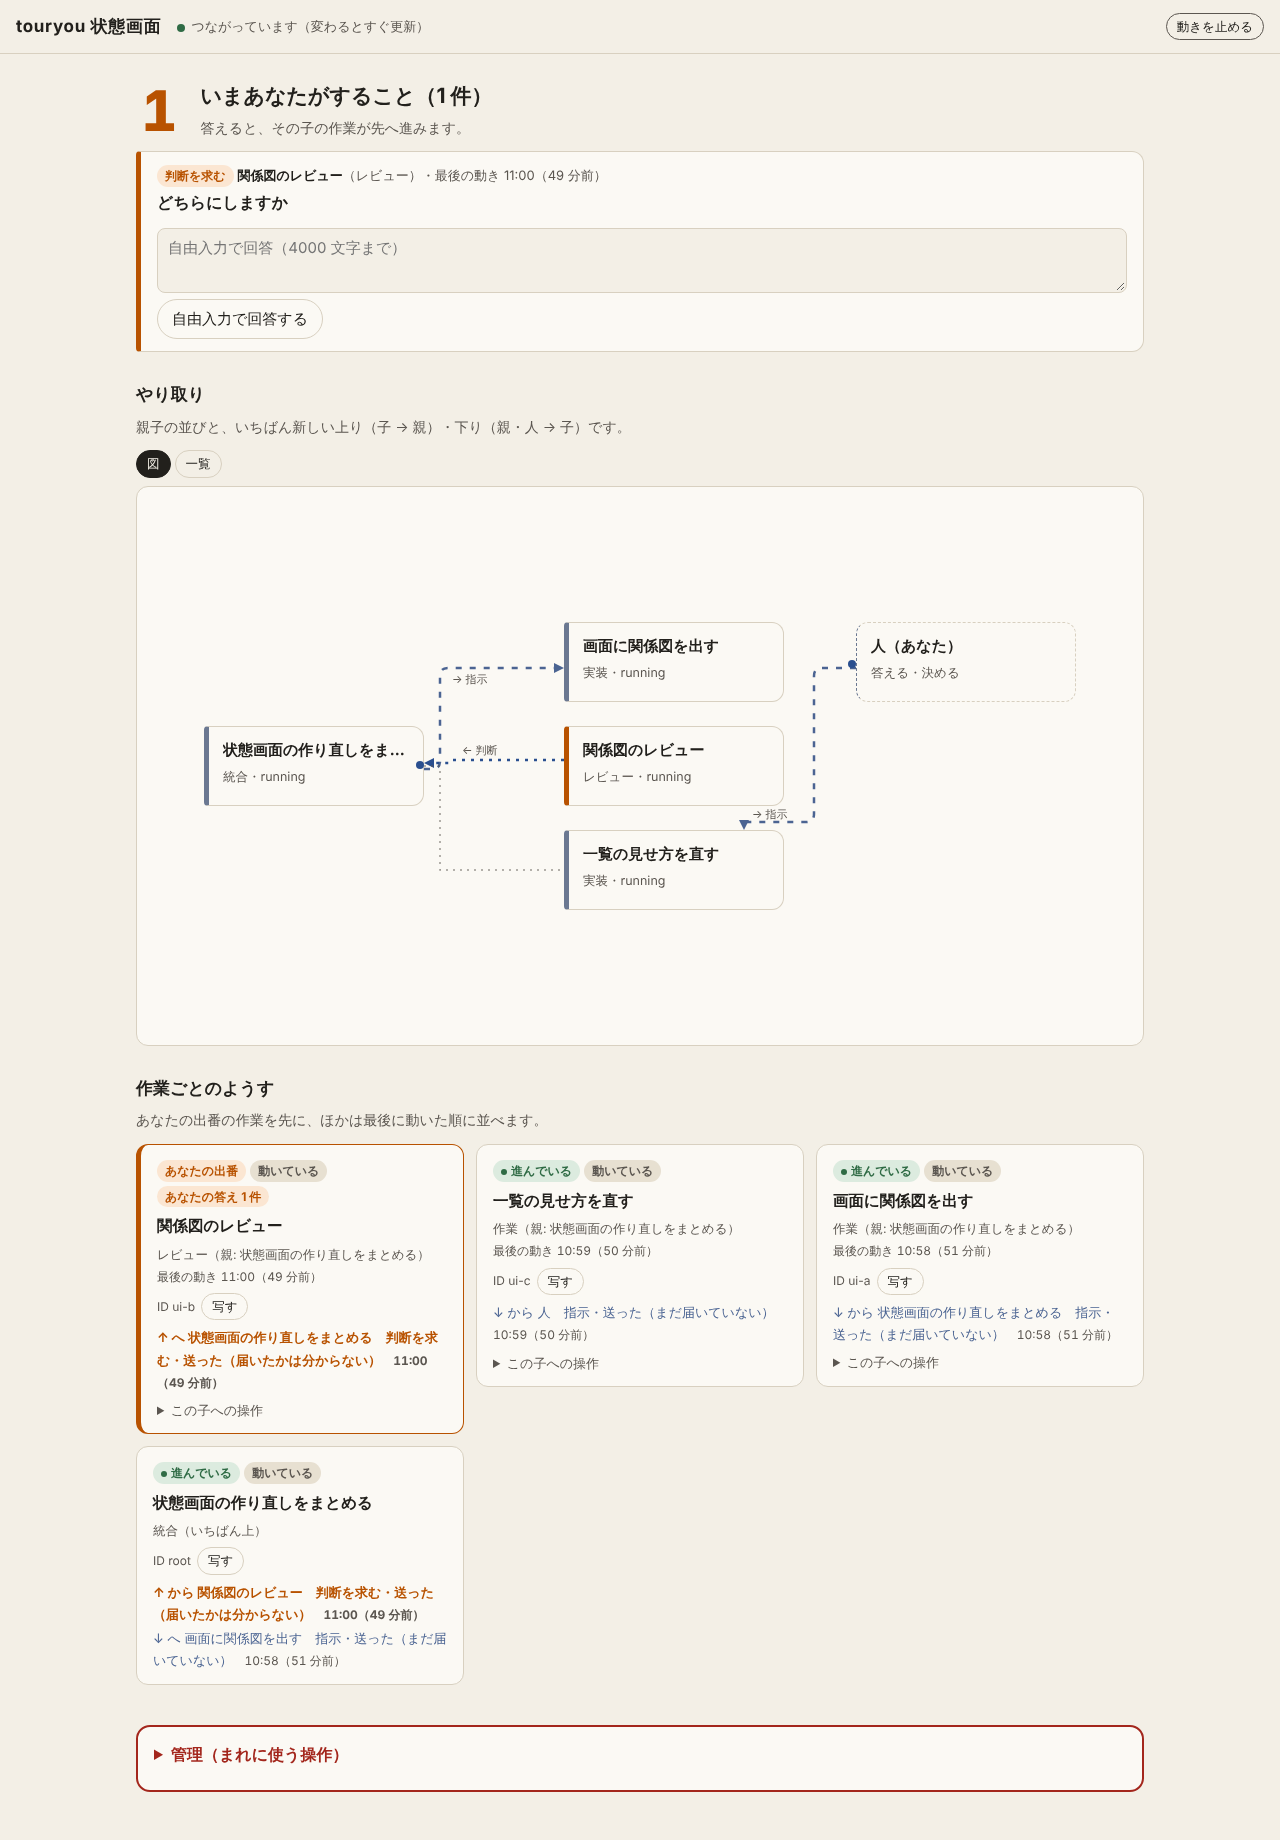 touryou 状態画面
つながっています（変わるとすぐ更新）
動きを止める
1
いまあなたがすること（1 件）
答えると、その子の作業が先へ進みます。
判断を求む 関係図のレビュー（レビュー）・最後の動き 11:00（49 分前）
どちらにしますか
自由入力で回答（4000 文字まで）
自由入力で回答する
やり取り
親子の並びと、いちばん新しい上り（子 → 親）・下り（親・人 → 子）です。
図
一覧
画面に関係図を出す
実装・running
人（あなた）
答える・決める
→ 指示
状態画面の作り直しをま…
統合・running
← 判断
関係図のレビュー
レビュー・running
→ 指示
一覧の見せ方を直す
実装・running
作業ごとのようす
あなたの出番の作業を先に、ほかは最後に動いた順に並べます。
あなたの出番 動いている
あなたの答え 1 件
関係図のレビュー
レビュー（親: 状態画面の作り直しをまとめる）
最後の動き 11:00（49 分前）
ID ui-b 写す
↑ へ 状態画面の作り直しをまとめる　判断を求
む・送った（届いたかは分からない）　11:00
（49 分前）
▶ この子への操作
進んでいる 動いている
一覧の見せ方を直す
作業（親: 状態画面の作り直しをまとめる）
最後の動き 10:59（50 分前）
ID ui-c 写す
↓ から 人　指示・送った（まだ届いていない）
10:59（50 分前）
▶ この子への操作
進んでいる 動いている
画面に関係図を出す
作業（親: 状態画面の作り直しをまとめる）
最後の動き 10:58（51 分前）
ID ui-a 写す
↓ から 状態画面の作り直しをまとめる　指示・
送った（まだ届いていない）　10:58（51 分前）
▶ この子への操作
進んでいる 動いている
状態画面の作り直しをまとめる
統合（いちばん上）
ID root 写す
↑ から 関係図のレビュー　判断を求む・送った
（届いたかは分からない）　11:00（49 分前）
↓ へ 画面に関係図を出す　指示・送った（まだ届
いていない）　10:58（51 分前）
▶ 管理（まれに使う操作）